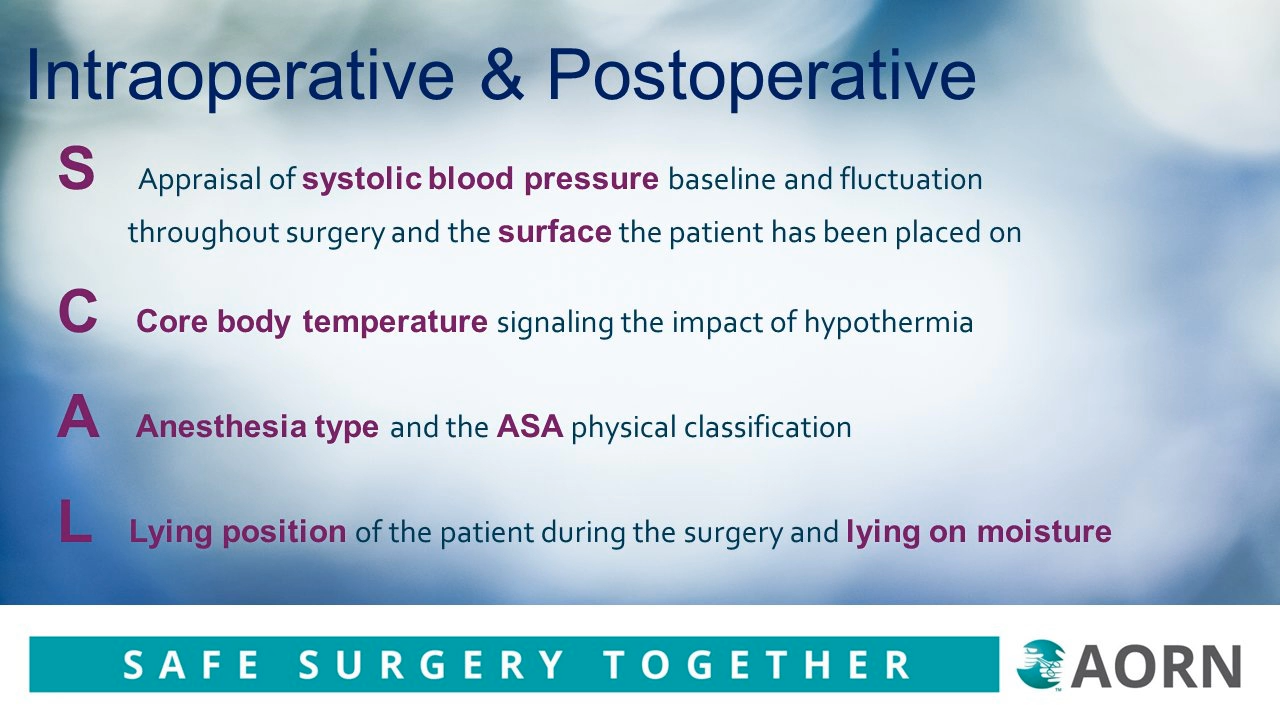 Intraoperative & Postoperative
S Appraisal of systolic blood pressure baseline and fluctuation
throughout surgery and the surface the patient has been placed on
C Core body temperature signaling the impact of hypothermia
A Anesthesia type and the ASA physical classification
L Lying position of the patient during the surgery and lying on moisture
SAFE SURGERY TOGETHER
AORN